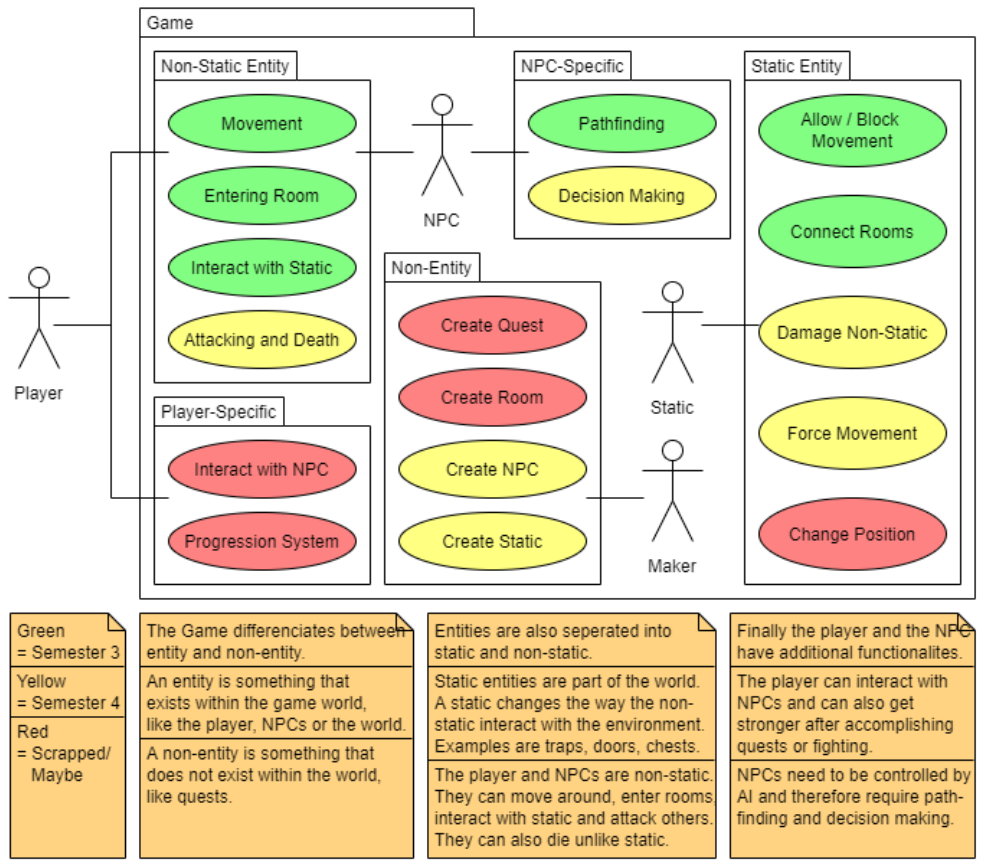 Game
Non-Static Entity
Movement
Entering Room
Interact with Static
Attacking and Death
NPC
NPC-Specific
Pathfinding
Decision Making
Static Entity
Allow / Block
Movement
Connect Rooms
Damage Non-Static
Force Movement
Change Position
Player
Player-Specific
Interact with NPC
Progression System
Non-Entity
Create Quest
Create Room
Create NPC
Create Static
Static
Maker
Green
= Semester 3
Yellow
= Semester 4
Red
= Scrapped/
Maybe
The Game differenciates between
entity and non-entity.
An entity is something that
exists within the game world,
like the player, NPCs or the world.
A non-entity is something that
does not exist within the world,
like quests.
Entities are also seperated into
static and non-static.
Static entities are part of the world.
A static changes the way the non-
static interact with the environment.
Examples are traps, doors, chests.
The player and NPCs are non-static.
They can move around, enter rooms,
interact with static and attack others.
They can also die unlike static.
Finally the player and the NPC
have additional functionalites.
The player can interact with
NPCs and can also get
stronger after accomplishing
quests or fighting.
NPCs need to be controlled by
AI and therefore require path-
finding and decision making.